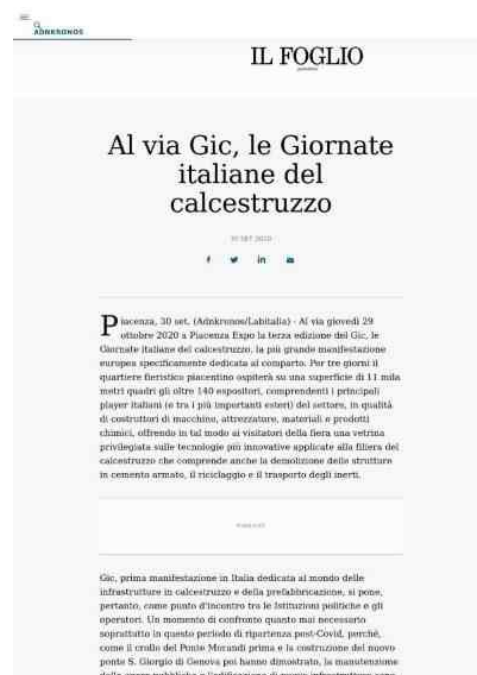 ADNKRONOS
IL FOGLIO
Al via Gic, le Giornate
italiane del
calcestruzzo
30 SET 2020
Piacenza, 30 set. (Adnkronos/Labitalia) - Al via giovedì 29
ottobre 2020 a Piacenza Expo la terza edizione del Gic, le
Giornate italiane del calcestruzzo, la più grande manifestazione
europea specificamente dedicata al comparto. Per tre giorni il
quartiere fieristico piacentino ospiterà su una superficie di 11 mila
metri quadri gli oltre 140 espositori, comprendenti i principali
player italiani (e tra i più importanti esteri) del settore, in qualità
di costruttori di macchine, attrezzature, materiali e prodotti
chimici, offrendo in tal modo ai visitatori della fiera una vetrina
privilegiata sulle tecnologie più innovative applicate alla filiera del
calcestruzzo che comprende anche la demolizione delle strutture
in cemento armato, il riciclaggio e il trasporto degli inerti.
Gic, prima manifestazione in Italia dedicata al mondo delle
infrastrutture in calcestruzzo e della prefabbricazione, si pone,
pertanto, come punto d'incontro tra le Istituzioni politiche e gli
operatori. Un momento di confronto quanto mai necessario
soprattutto in questo periodo di ripartenza post-Covid, perché,
come il crollo del Ponte Morandi prima e la costruzione del nuovo
ponte S. Giorgio di Genova poi hanno dimostrato, la manutenzione